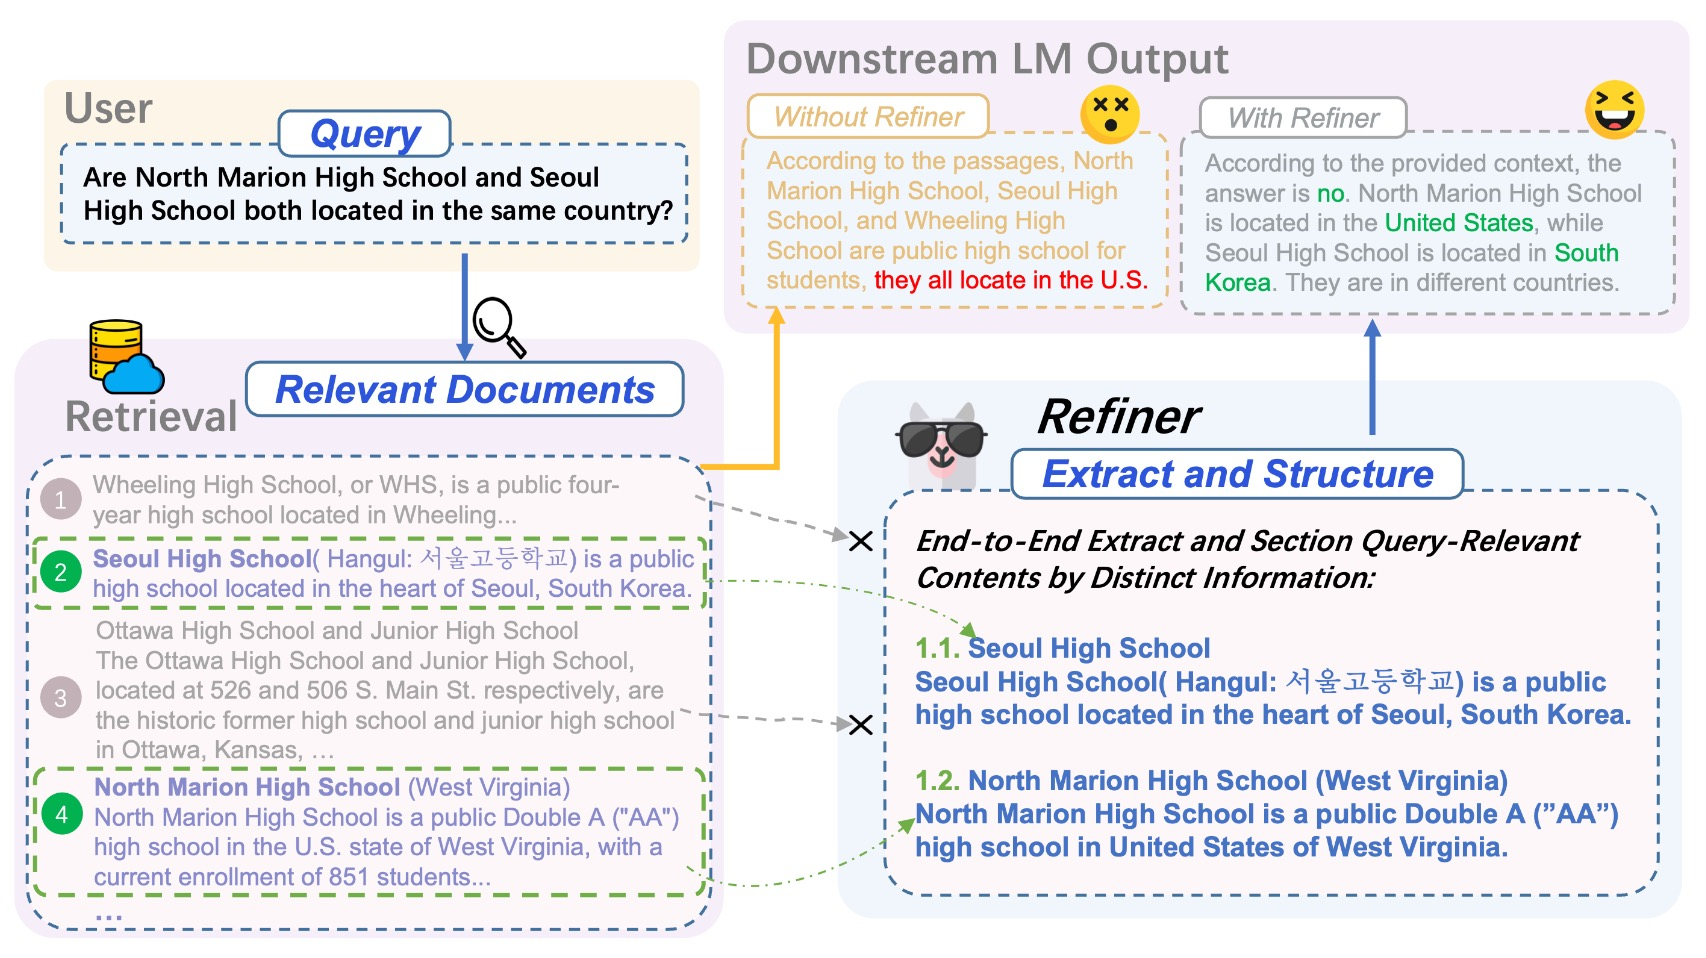 User
Query
Are North Marion High School and Seoul
High School both located in the same country?
Retrieval
Relevant Documents
1
Wheeling High School, or WHS, is a public four-
year high school located in Wheeling...
2
Seoul High School( Hangul: 서울고등학교) is a public
high school located in the heart of Seoul, South Korea.
3
Ottawa High School and Junior High School
The Ottawa High School and Junior High School,
located at 526 and 506 S. Main St. respectively, are
the historic former high school and junior high school
in Ottawa, Kansas, ...
4
North Marion High School (West Virginia)
North Marion High School is a public Double A ("AA")
high school in the U.S. state of West Virginia, with a
current enrollment of 851 students...
...
Downstream LM Output
Without Refiner
According to the passages, North
Marion High School, Seoul High
School, and Wheeling High
School are public high school for
students, they all locate in the U.S.
With Refiner
According to the provided context, the
answer is no. North Marion High School
is located in the United States, while
Seoul High School is located in South
Korea. They are in different countries.
Refiner
Extract and Structure
End-to-End Extract and Section Query-Relevant
Contents by Distinct Information:
1.1. Seoul High School
Seoul High School( Hangul: 서울고등학교) is a public
high school located in the heart of Seoul, South Korea.
1.2. North Marion High School (West Virginia)
North Marion High School is a public Double A (”AA”)
high school in United States of West Virginia.